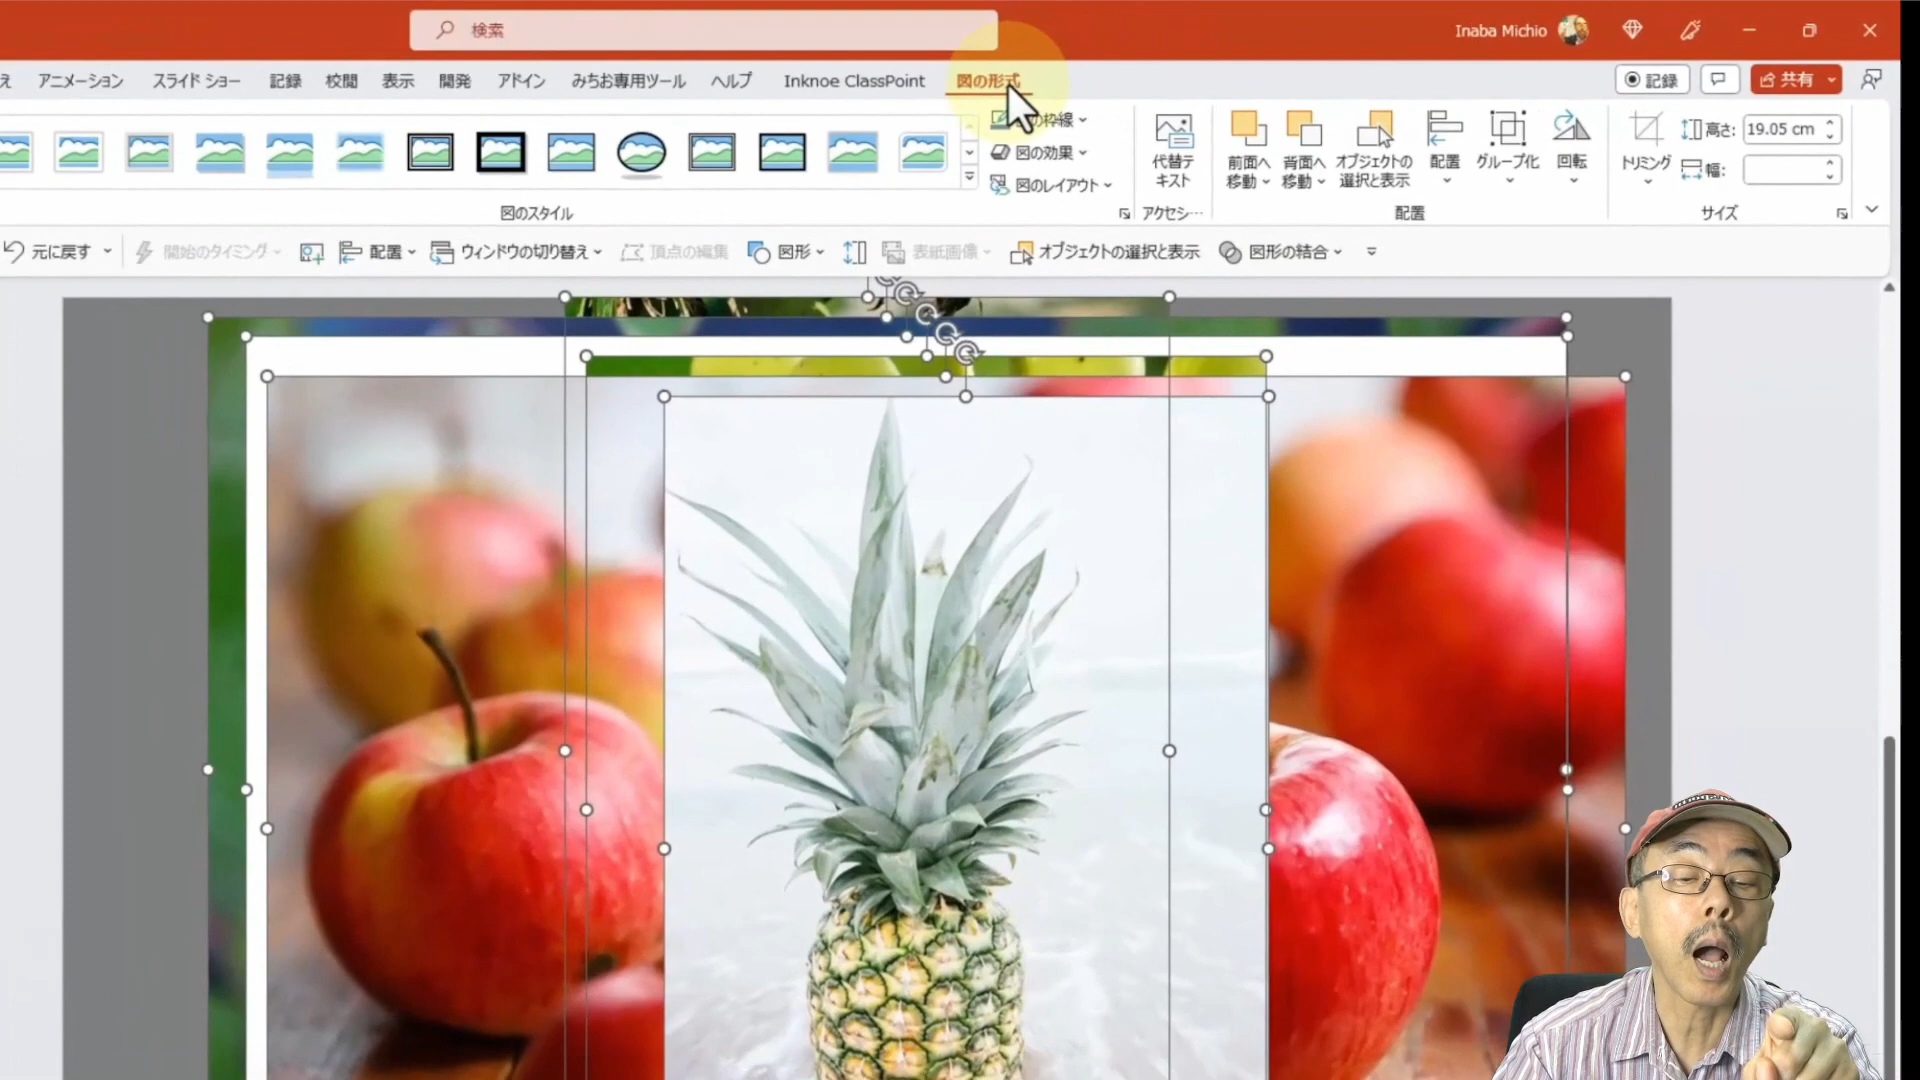 検索
Inaba Michio
え アニメーション スライド ショー 記録 校閲 表示 開発 アドイン みちお専用ツール ヘルプ Inknoe ClassPoint 図の形式
記録
共有
の枠線
図の効果
図のレイアウト
図のスタイル
代替テ
キスト
アクセシ…
前面へ
移動
背面へ
移動
オブジェクトの
選択と表示
配置
グループ化
回転
配置
トリミング
高さ: 19.05 cm
幅:
サイズ
元に戻す
開始のタイミング
配置
ウィンドウの切り替え
頂点の編集
図形
表紙画像
オブジェクトの選択と表示
図形の結合